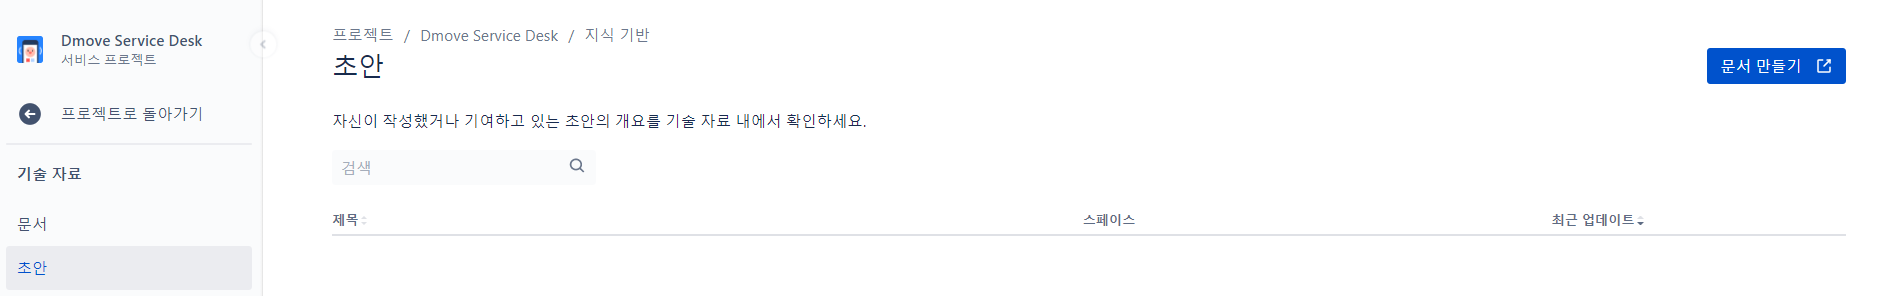 Dmove Service Desk
서비스 프로젝트
프로젝트로 돌아가기
기술 자료
문서
초안
프로젝트 / Dmove Service Desk / 지식 기반
초안
문서 만들기
자신이 작성했거나 기여하고 있는 초안의 개요를 기술 자료 내에서 확인하세요.
검색
제목 스페이스 최근 업데이트